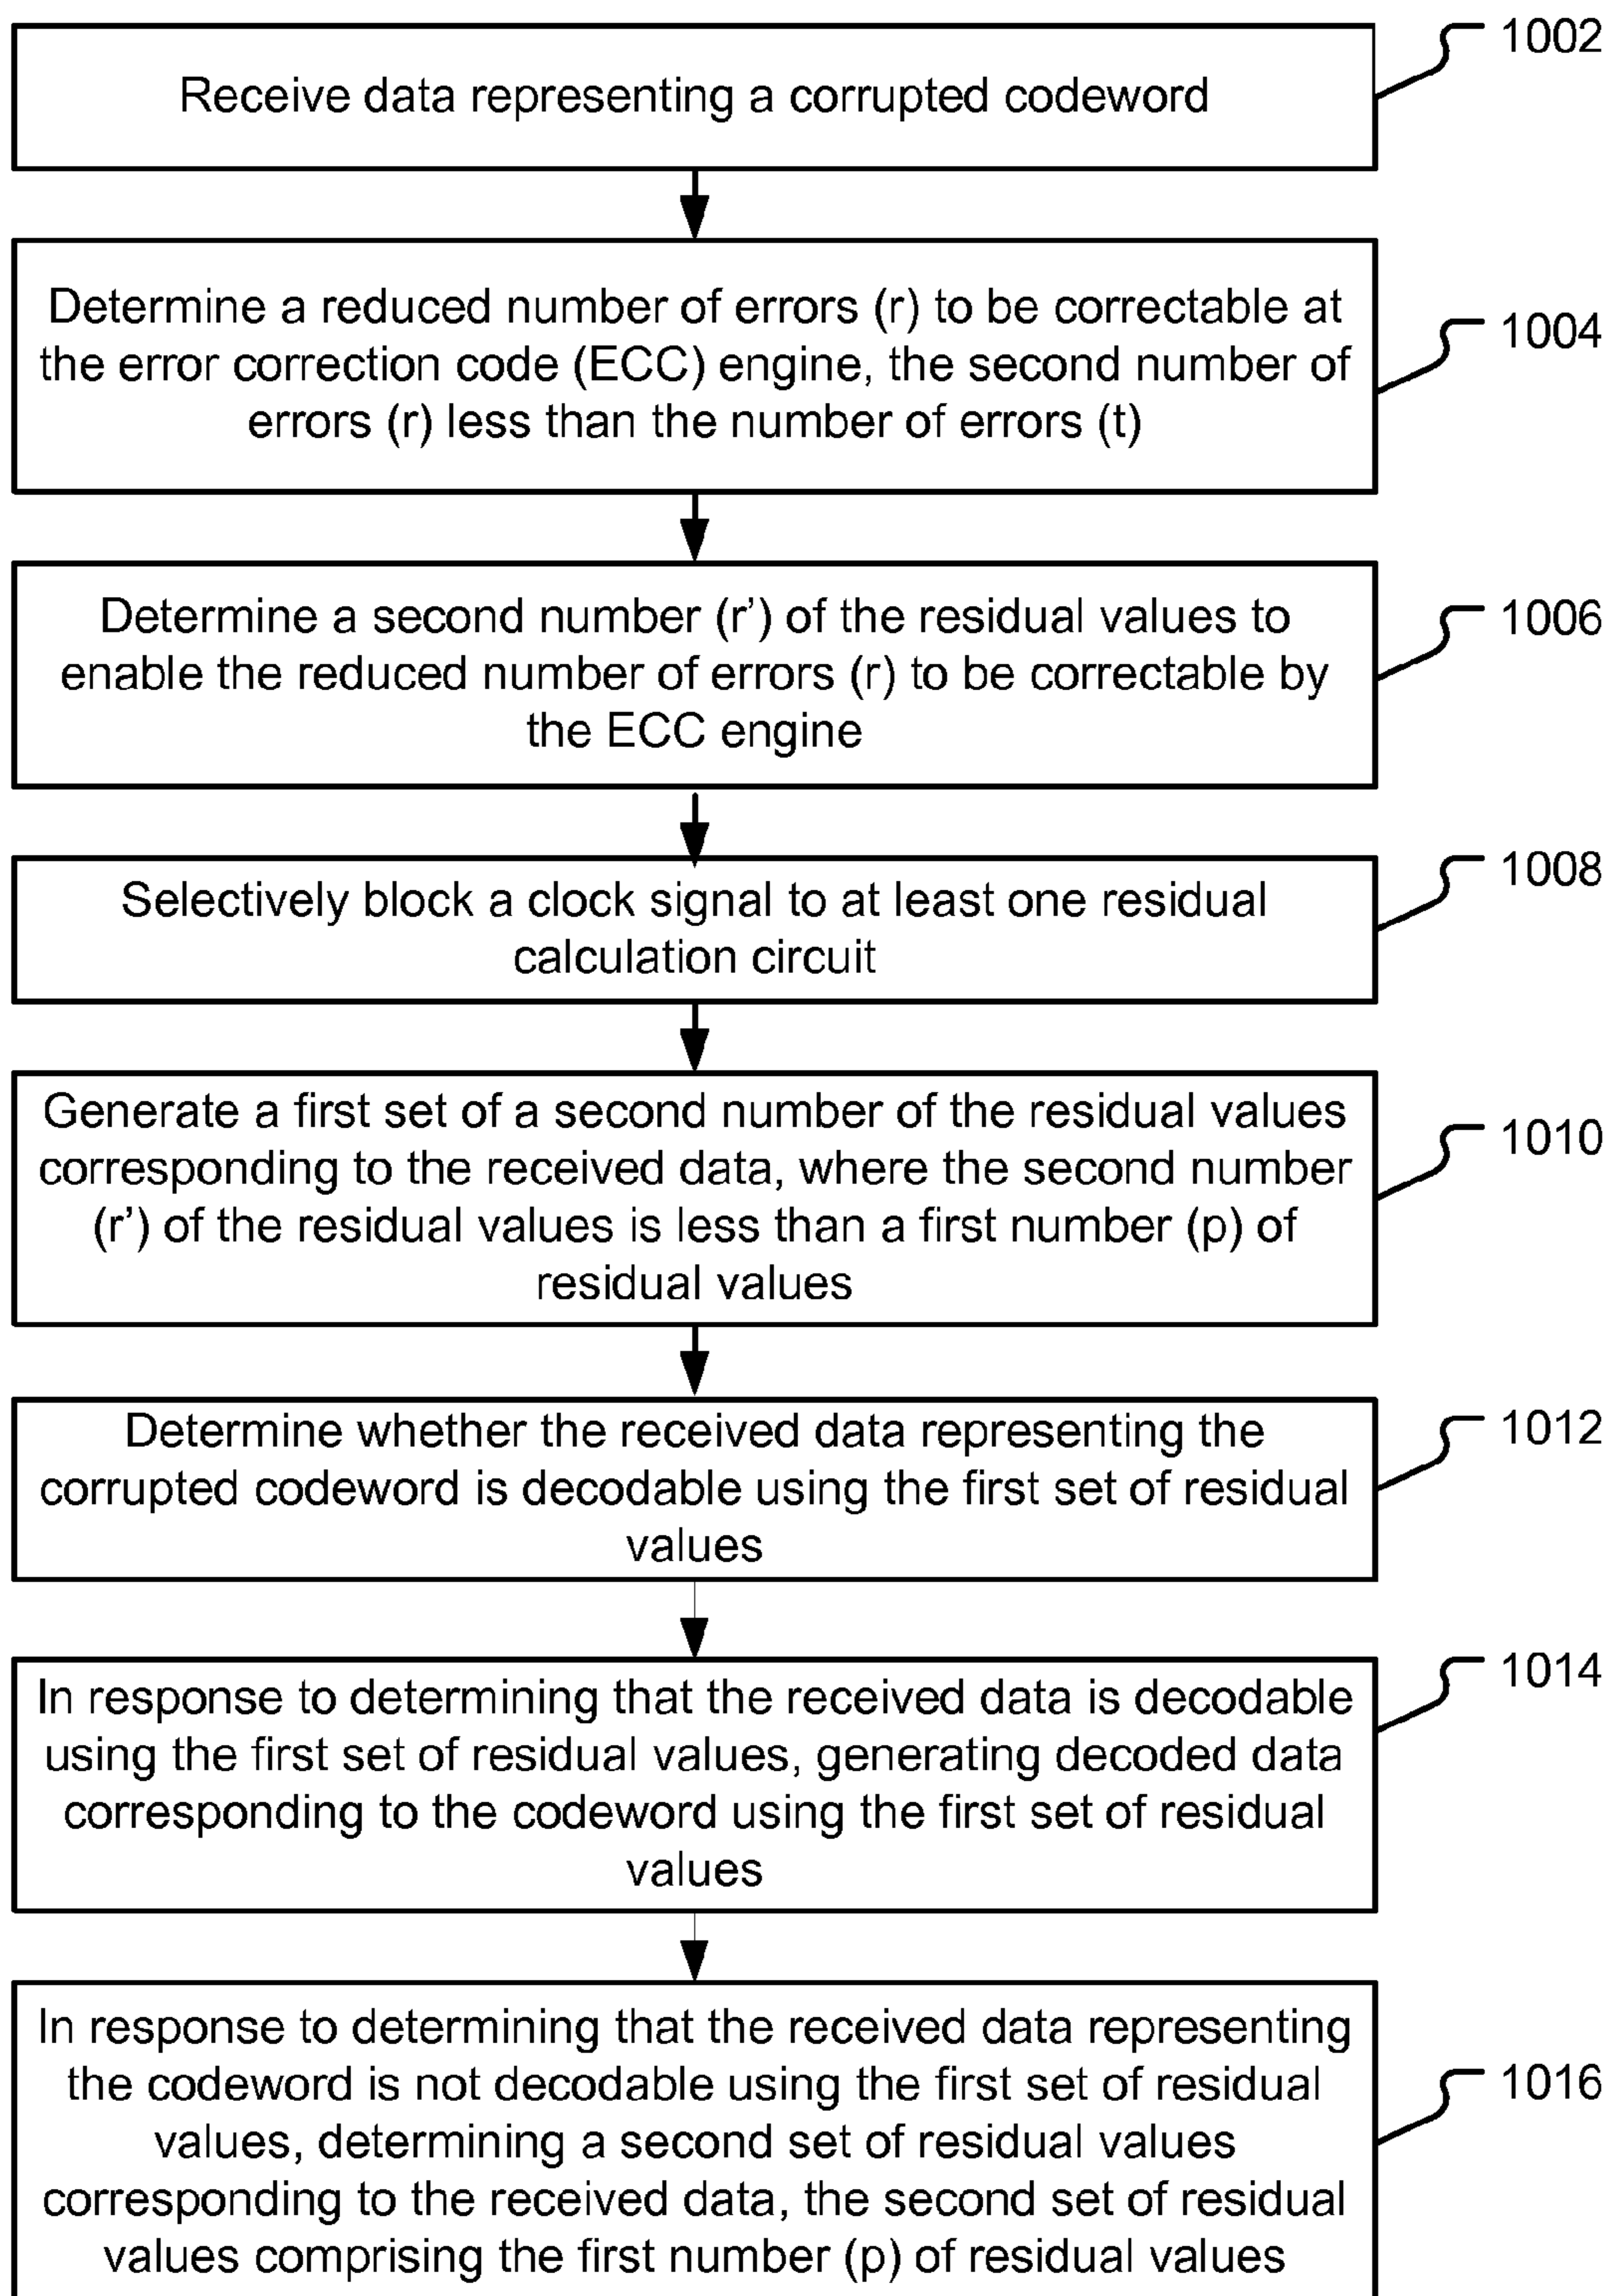 1002
Receive data representing a corrupted codeword
Determine a reduced number of errors (r) to be correctable at
the error correction code (ECC) engine, the second number of
errors (r) less than the number of errors (t)
1004
Determine a second number (r’) of the residual values to
enable the reduced number of errors (r) to be correctable by
the ECC engine
1006
Selectively block a clock signal to at least one residual
calculation circuit
1008
Generate a first set of a second number of the residual values
corresponding to the received data, where the second number
(r’) of the residual values is less than a first number (p) of
residual values
1010
Determine whether the received data representing the
corrupted codeword is decodable using the first set of residual
values
1012
In response to determining that the received data is decodable
using the first set of residual values, generating decoded data
corresponding to the codeword using the first set of residual
values
1014
In response to determining that the received data representing
the codeword is not decodable using the first set of residual
values, determining a second set of residual values
corresponding to the received data, the second set of residual
values comprising the first number (p) of residual values
1016